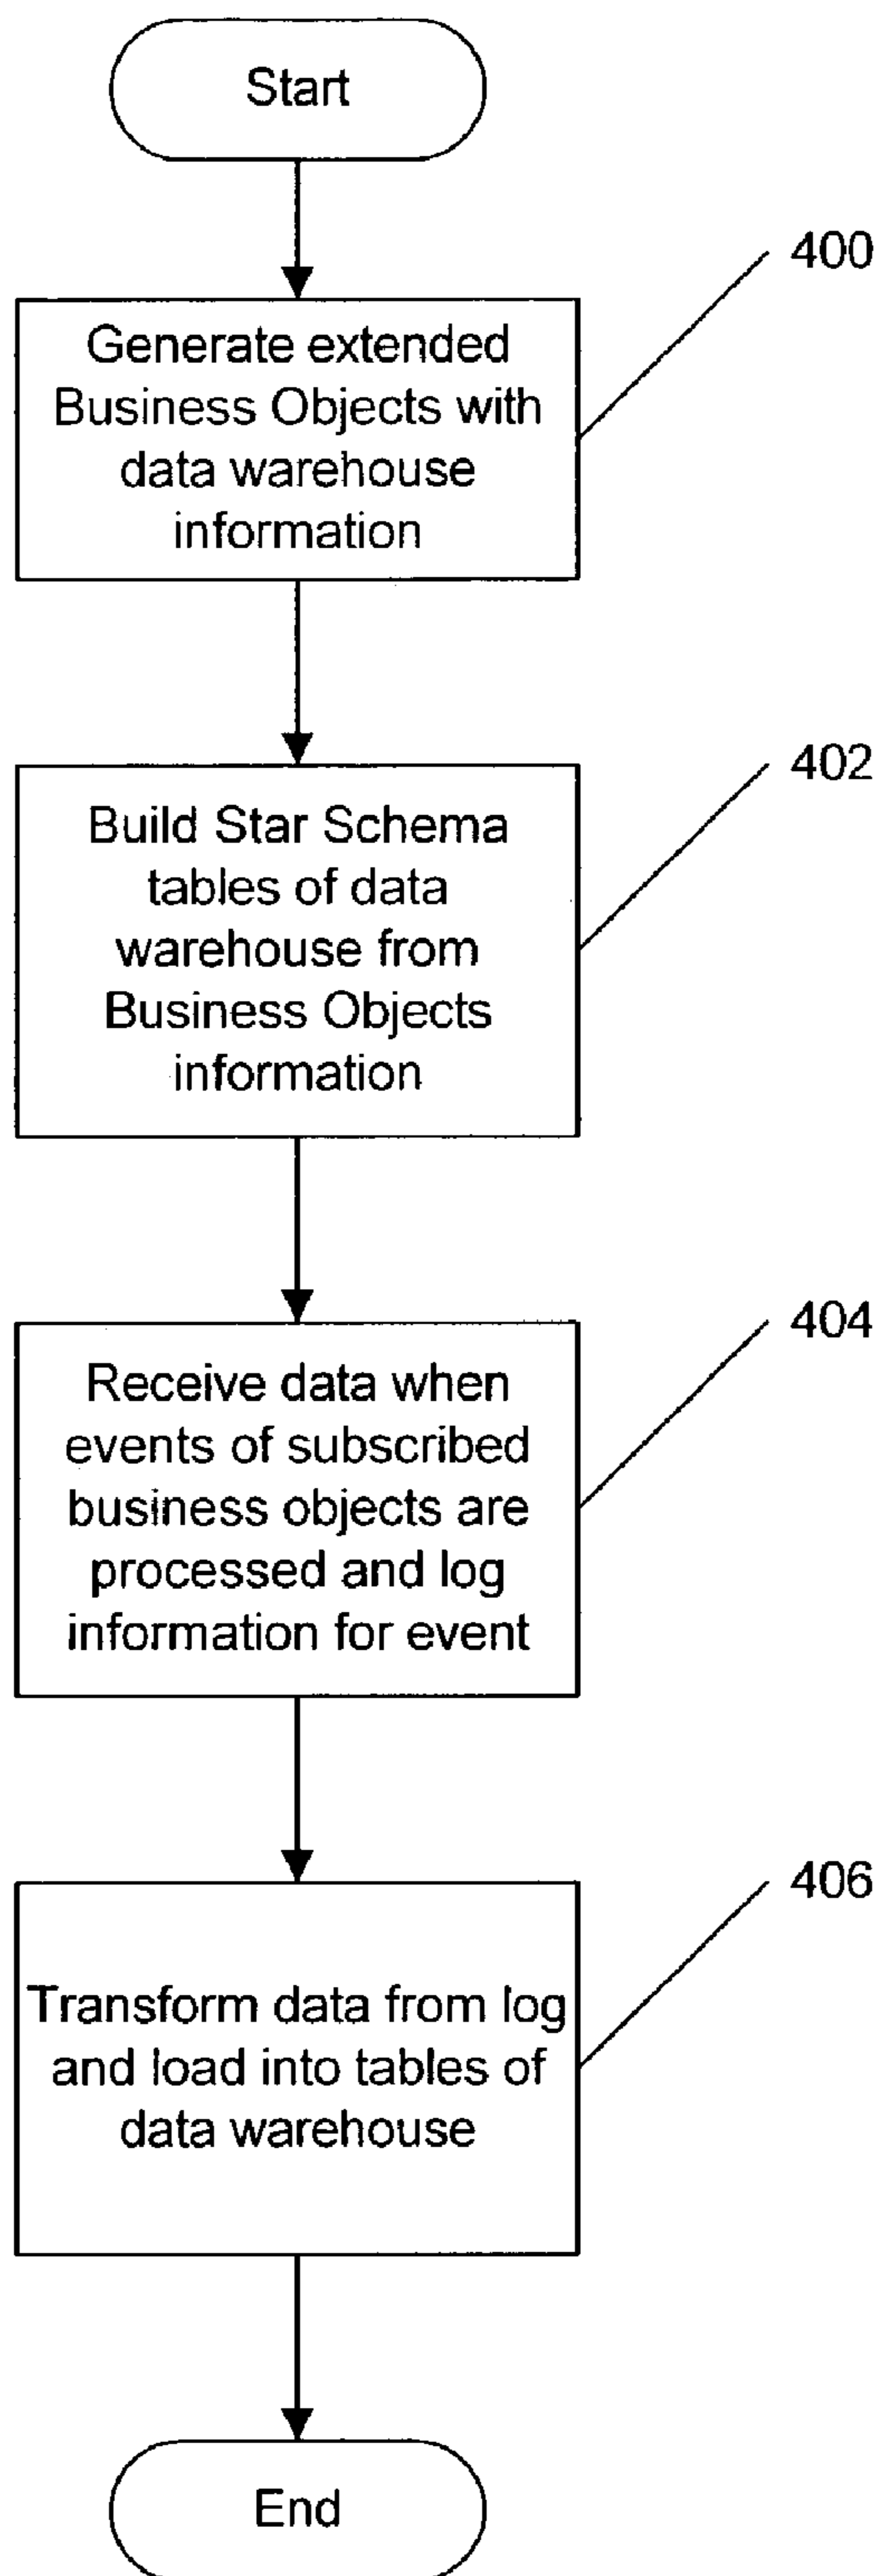 Start
400
Generate extended
Business Objects with
data warehouse
information
402
Build Star Schema
tables of data
warehouse from
Business Objects
information
404
Receive data when
events of subscribed
business objects are
processed and log
information for event
406
Transform data from log
and load into tables of
data warehouse
End